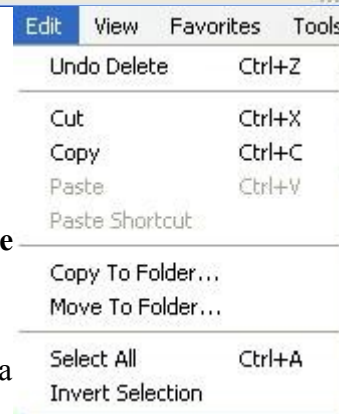 Edit View Favorites Tools
Undo Delete Ctrl+Z
Cut Ctrl+X
Copy Ctrl+C
Paste Ctrl+V
Paste Shortcut
e
Copy To Folder...
Move To Folder...
a Select All Ctrl+A
Invert Selection